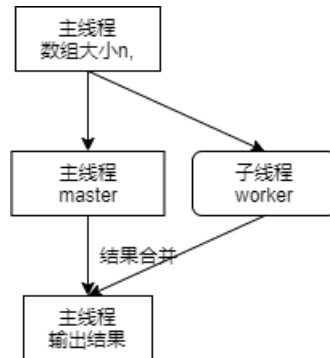 主线程
数组大小n,
主线程
master
子线程
worker
结果合并
主线程
输出结果